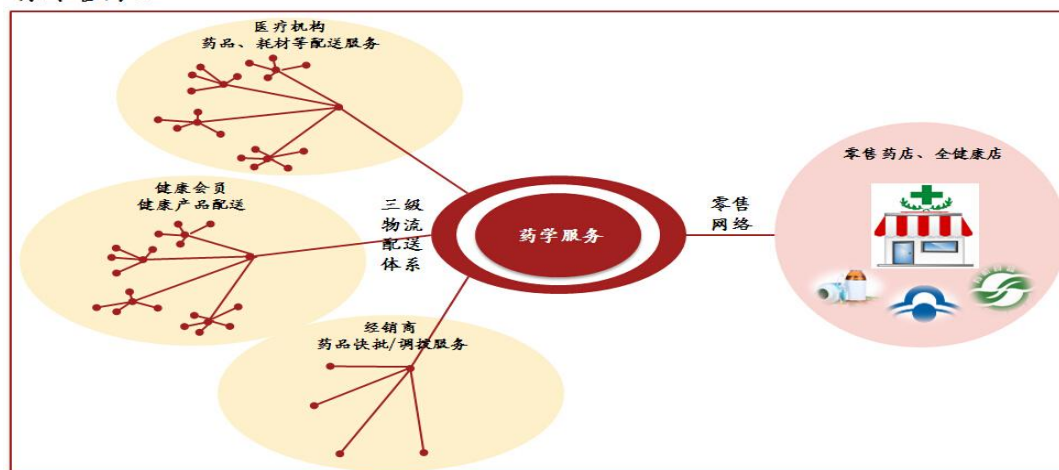 医疗机构
药品、耗材等配送服务
健康会员
健康产品配送
经销商
药品快批/调拨服务
三级
物流
配送
体系
药学服务
零售
网络
零售药店、全健康店